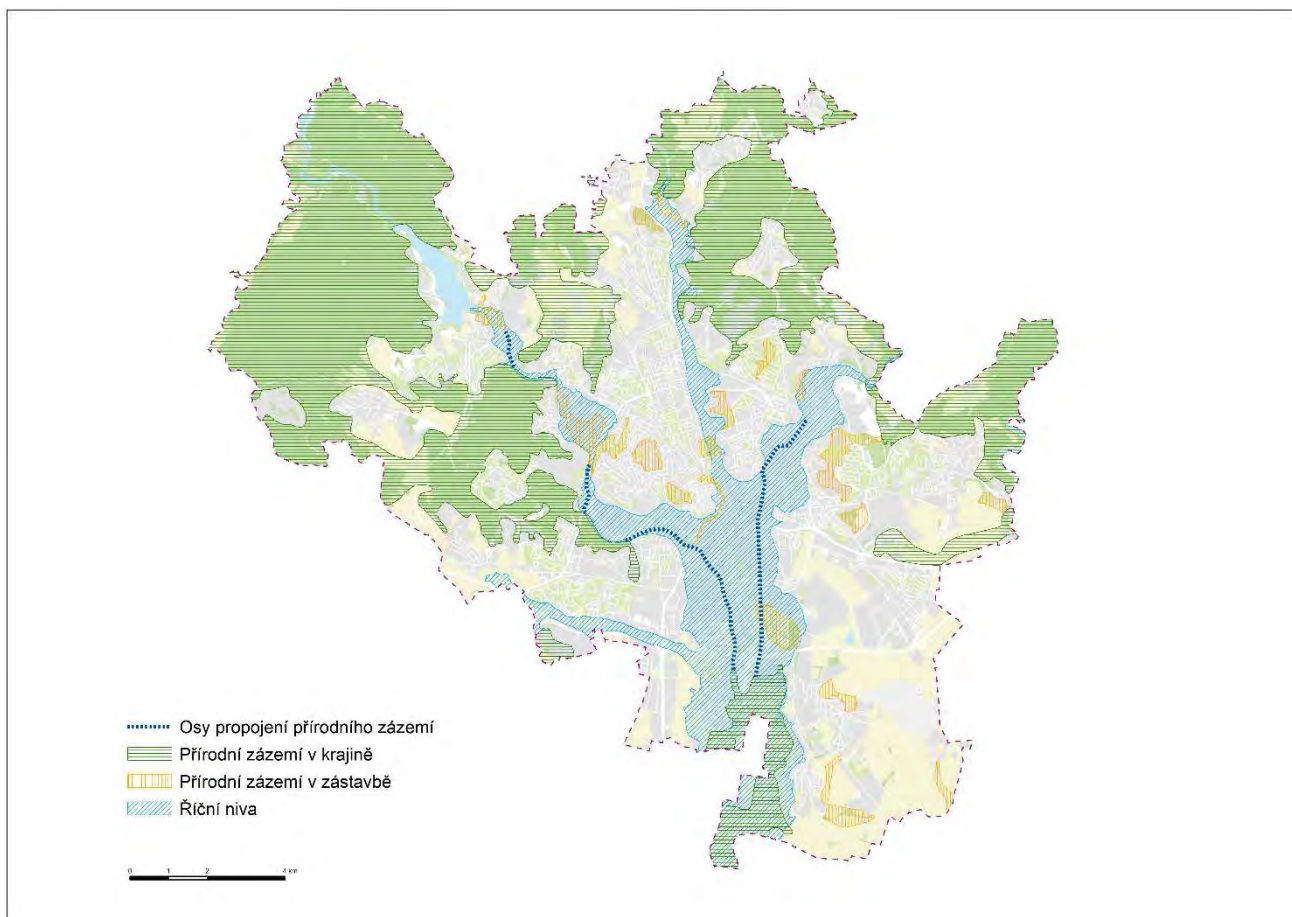 Osy propojení přírodního zázemí
Přírodní zázemí v krajině
Přírodní zázemí v zástavbě
Říční niva
0 1 2 4 km